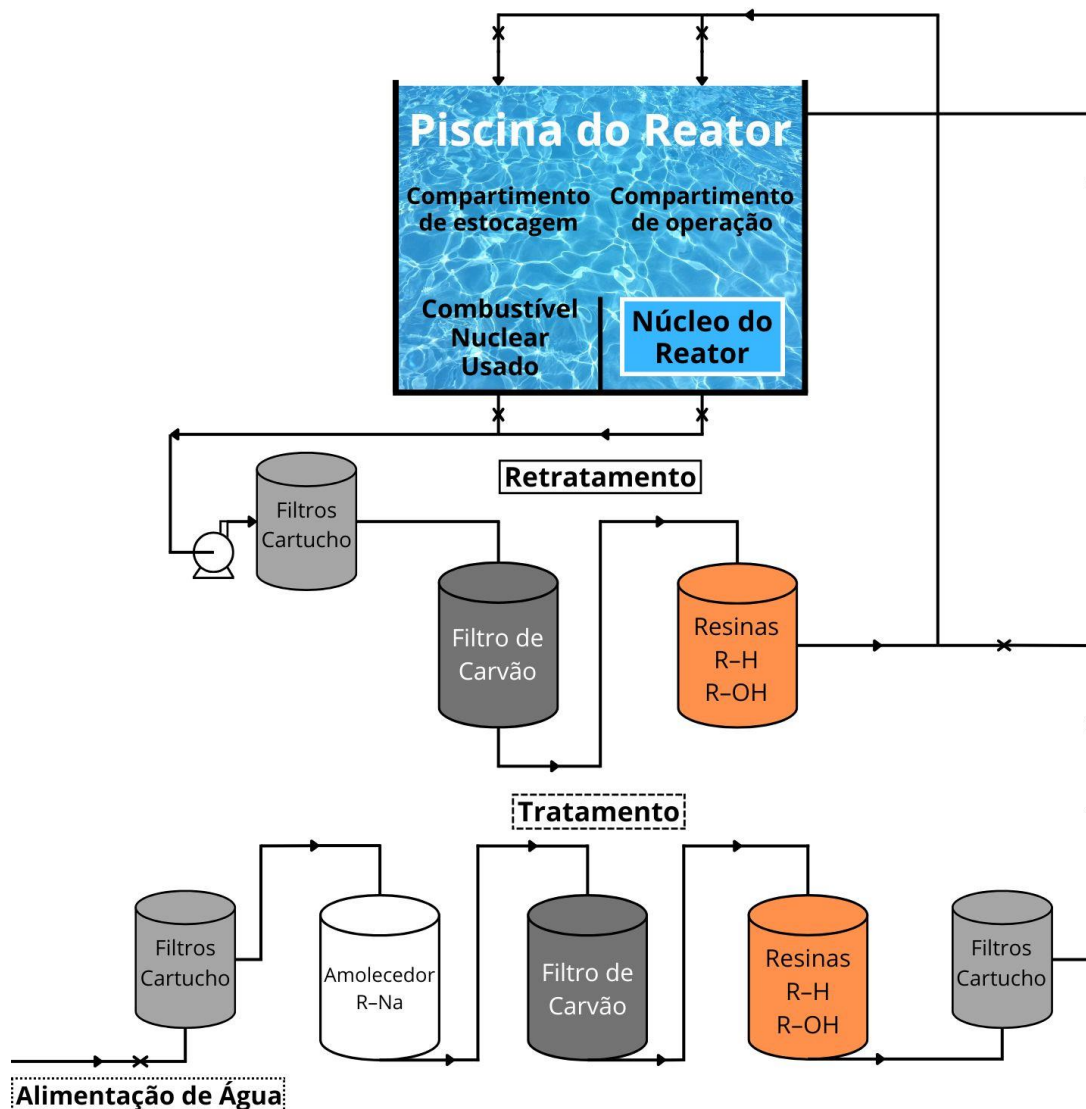 Piscina do Reator
Compartimento
de estocagem
Compartimento
de operação
Combustível
Nuclear
Usado
Núcleo do
Reator
Retratamento
Filtros
Cartucho
Filtro de
Carvão
Resinas
R–H
R–OH
Tratamento
Filtros
Cartucho
Amolecedor
R–Na
Filtro de
Carvão
Resinas
R–H
R–OH
Filtros
Cartucho
Alimentação de Água